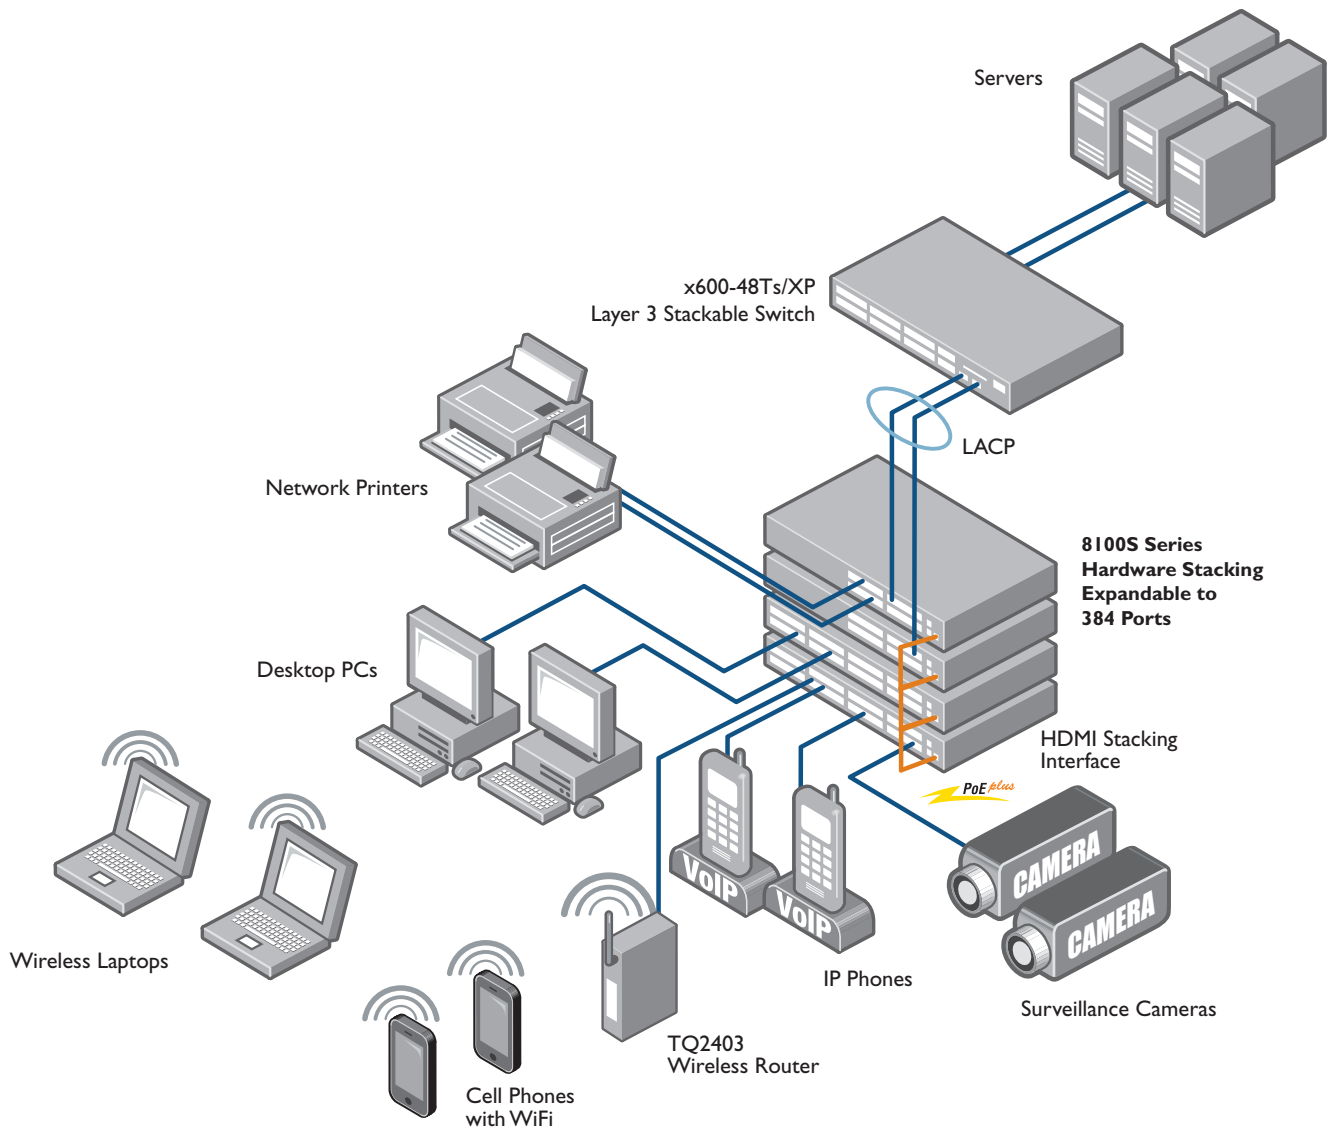 Servers
x600-48Ts/XP
Layer 3 Stackable Switch
LACP
Network Printers
8100S Series
Hardware Stacking
Expandable to
384 Ports
Desktop PCs
HDMI Stacking
Interface
PoE plus
CAMERA
CAMERA
VoIP
VoIP
Wireless Laptops
IP Phones
Surveillance Cameras
TQ2403
Wireless Router
Cell Phones
with WiFi